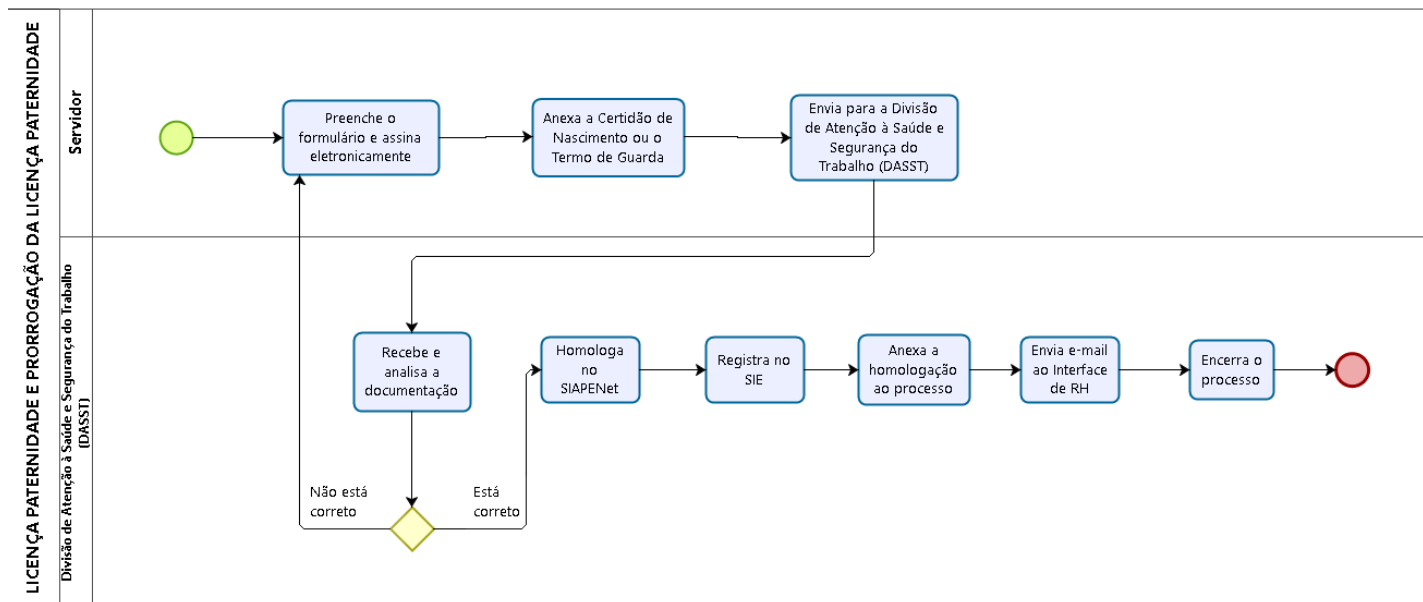 LICENÇA PATERNIDADE E PRORROGAÇÃO DA LICENÇA PATERNIDADE
Servidor
Preenche o
formulário e assina
eletronicamente
Anexa a Certidão de
Nascimento ou o
Termo de Guarda
Envia para a Divisão
de Atenção à Saúde e
Segurança do
Trabalho (DASST)
Divisão de Atenção à Saúde e Segurança do Trabalho
(DASST)
Recebe e
analisa a
documentação
Não está
correto
Está
correto
Homologa
no
SIAPENet
Registra no
SIE
Anexa a
homologação
ao processo
Envia e-mail
ao Interface
de RH
Encerra o
processo